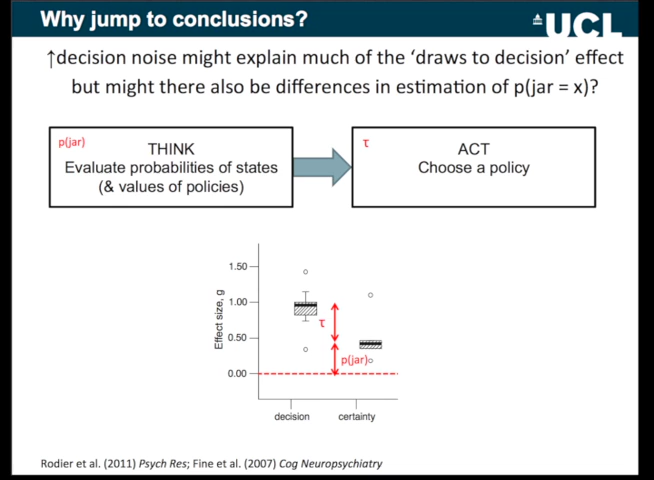 Why jump to conclusions?
UCL
↑decision noise might explain much of the ‘draws to decision’ effect
but might there also be differences in estimation of p(jar = x)?
p(jar)
THINK
Evaluate probabilities of states
(& values of policies)
τ
ACT
Choose a policy
Effect size, g
1.50
1.00
0.50
0.00
τ
p(jar)
decision
certainty
Rodier et al. (2011) Psych Res; Fine et al. (2007) Cog Neuropsychiatry